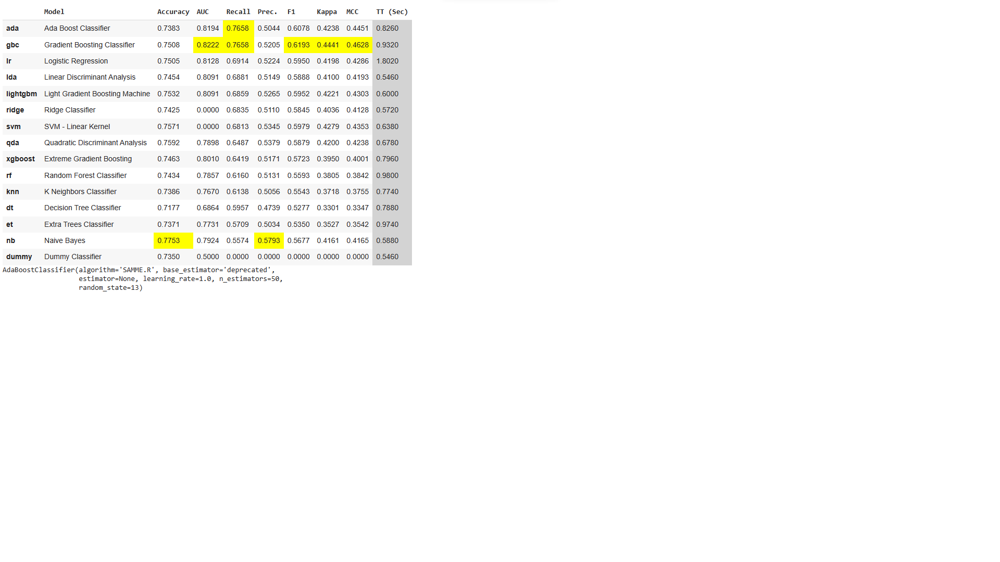 Model Accuracy AUC Recall Prec. F1 Kappa MCC TT (Sec)
ada Ada Boost Classifier 0.7383 0.8194 0.7658 0.5044 0.6078 0.4238 0.4451 0.8260
gbc Gradient Boosting Classifier 0.7508 0.8222 0.7658 0.5205 0.6193 0.4441 0.4628 0.9320
lr Logistic Regression 0.7505 0.8128 0.6914 0.5224 0.5950 0.4198 0.4286 1.8020
lda Linear Discriminant Analysis 0.7454 0.8091 0.6881 0.5149 0.5888 0.4100 0.4193 0.5460
lightgbm Light Gradient Boosting Machine 0.7532 0.8091 0.6859 0.5265 0.5952 0.4221 0.4303 0.6000
ridge Ridge Classifier 0.7425 0.0000 0.6835 0.5110 0.5845 0.4036 0.4128 0.5720
svm SVM - Linear Kernel 0.7571 0.0000 0.6813 0.5345 0.5979 0.4279 0.4353 0.6380
qda Quadratic Discriminant Analysis 0.7592 0.7898 0.6487 0.5379 0.5879 0.4200 0.4238 0.6780
xgboost Extreme Gradient Boosting 0.7463 0.8010 0.6419 0.5171 0.5723 0.3950 0.4001 0.7960
rf Random Forest Classifier 0.7434 0.7857 0.6160 0.5131 0.5593 0.3805 0.3842 0.9800
knn K Neighbors Classifier 0.7386 0.7670 0.6138 0.5056 0.5543 0.3718 0.3755 0.7740
dt Decision Tree Classifier 0.7177 0.6864 0.5957 0.4739 0.5277 0.3301 0.3347 0.7880
et Extra Trees Classifier 0.7371 0.7731 0.5709 0.5034 0.5350 0.3527 0.3542 0.9740
nb Naive Bayes 0.7753 0.7924 0.5574 0.5793 0.5677 0.4161 0.4165 0.5880
dummy Dummy Classifier 0.7350 0.5000 0.0000 0.0000 0.0000 0.0000 0.0000 0.5460
AdaBoostClassifier(algorithm='SAMME.R', base_estimator='deprecated',
estimator=None, learning_rate=1.0, n_estimators=50,
random_state=13)